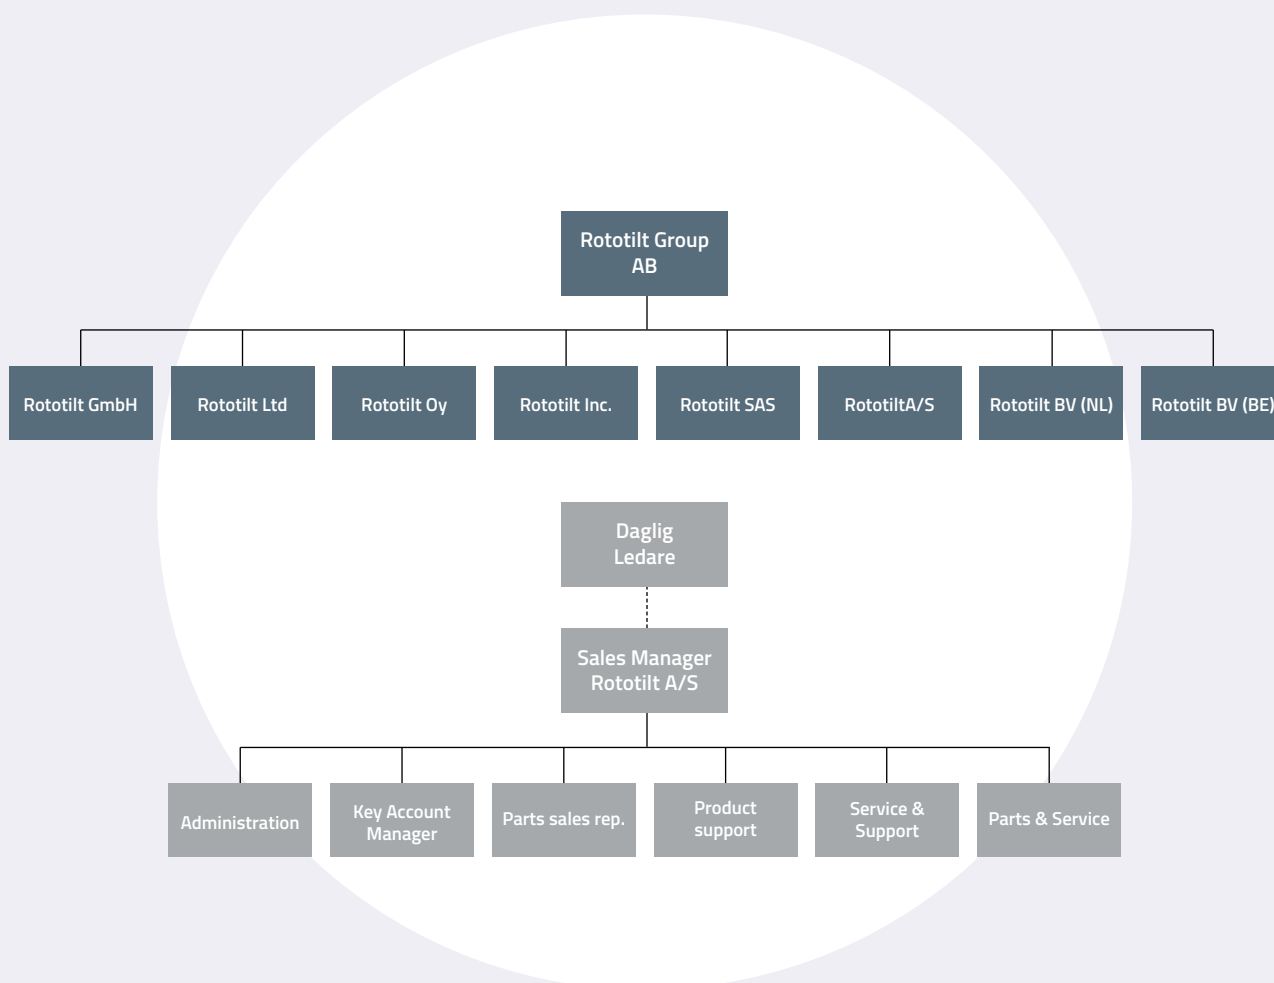 Rototilt Group
AB
Rototilt GmbH
Rototilt Ltd
Rototilt Oy
Rototilt Inc.
Rototilt SAS
RototiltA/S
Rototilt BV (NL)
Rototilt BV (BE)
Daglig
Ledare
Sales Manager
Rototilt A/S
Administration
Key Account
Manager
Parts sales rep.
Product
support
Service &
Support
Parts & Service